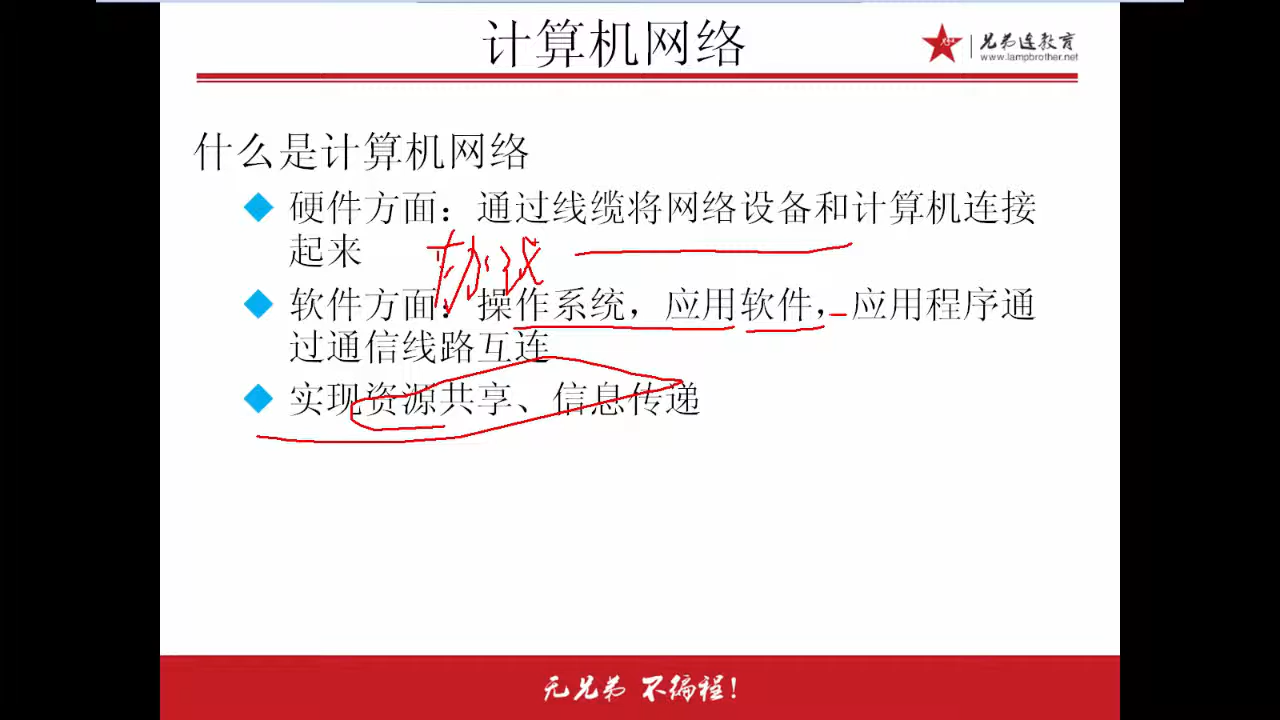 计算机网络
兄弟连教育
www.lampbrother.net
什么是计算机网络
硬件方面：通过线缆将网络设备和计算机连接
起来
协议
软件方面：操作系统，应用软件，应用程序通
过通信线路互连
实现资源共享、信息传递
无兄弟 不编程！